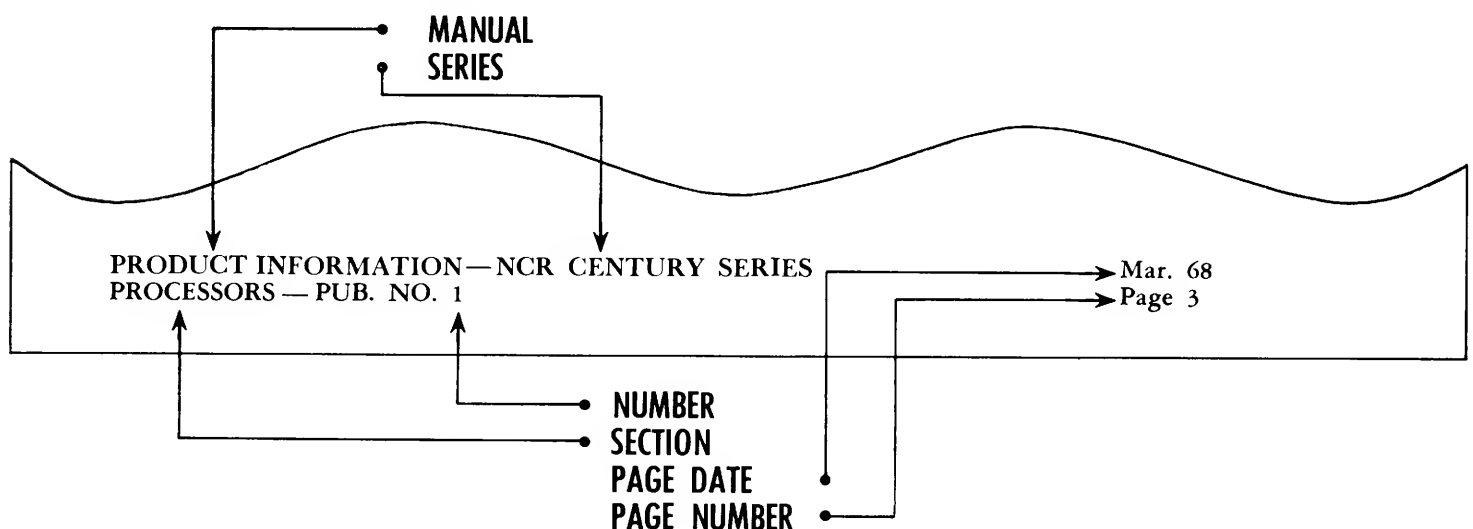 MANUAL
SERIES
PRODUCT INFORMATION—NCR CENTURY SERIES
PROCESSORS — PUB. NO. 1
Mar. 68
Page 3
NUMBER
SECTION
PAGE DATE
PAGE NUMBER